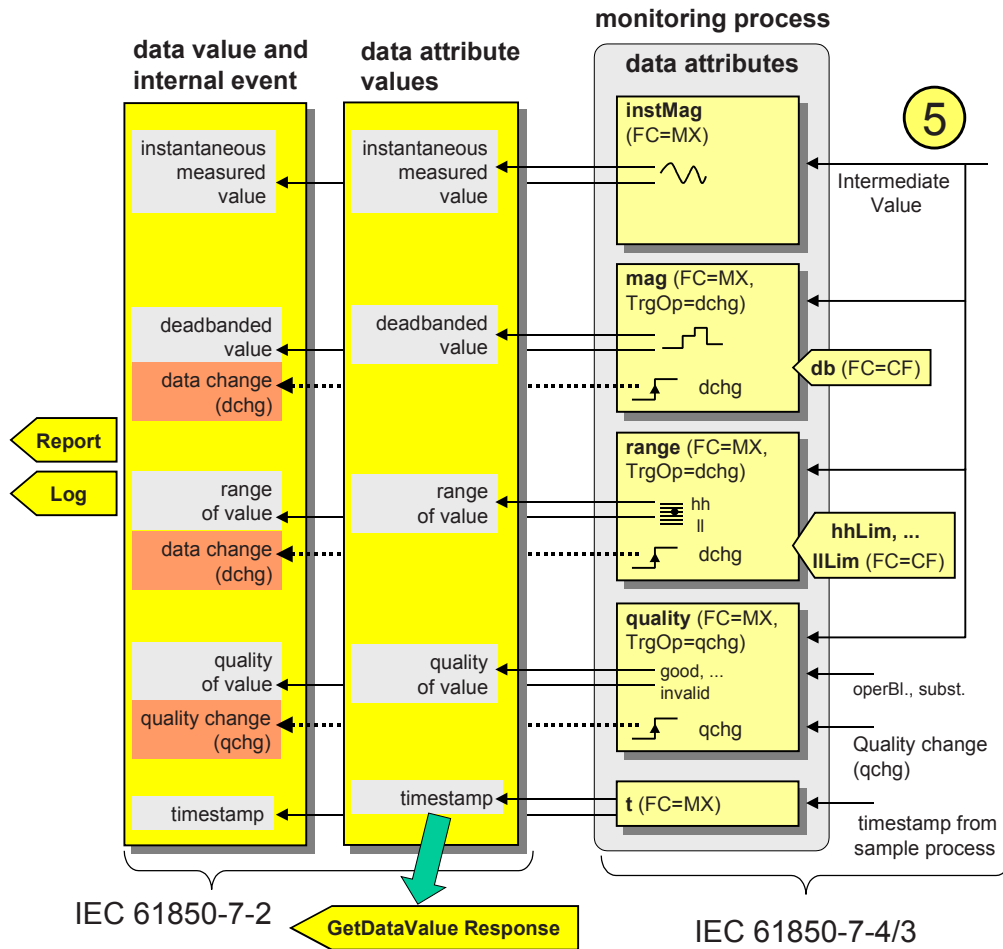 monitoring process
data value and
internal event
data attribute
values
data attributes
instantaneous
measured
value
instantaneous
measured
value
instMag
(FC=MX)
5
Intermediate
Value
deadbanded
value
data change
(dchg)
deadbanded
value
mag (FC=MX,
TrgOp=dchg)
dchg
db (FC=CF)
Report
Log
range
of value
data change
(dchg)
range
of value
range (FC=MX,
TrgOp=dchg)
hh
ll
dchg
hhLim, ...
llLim (FC=CF)
quality
of value
quality change
(qchg)
quality
of value
quality (FC=MX,
TrgOp=qchg)
good, ...
invalid
qchg
operBl., subst.
Quality change
(qchg)
timestamp
timestamp
t (FC=MX)
timestamp from
sample process
IEC 61850-7-2
GetDataValue Response
IEC 61850-7-4/3